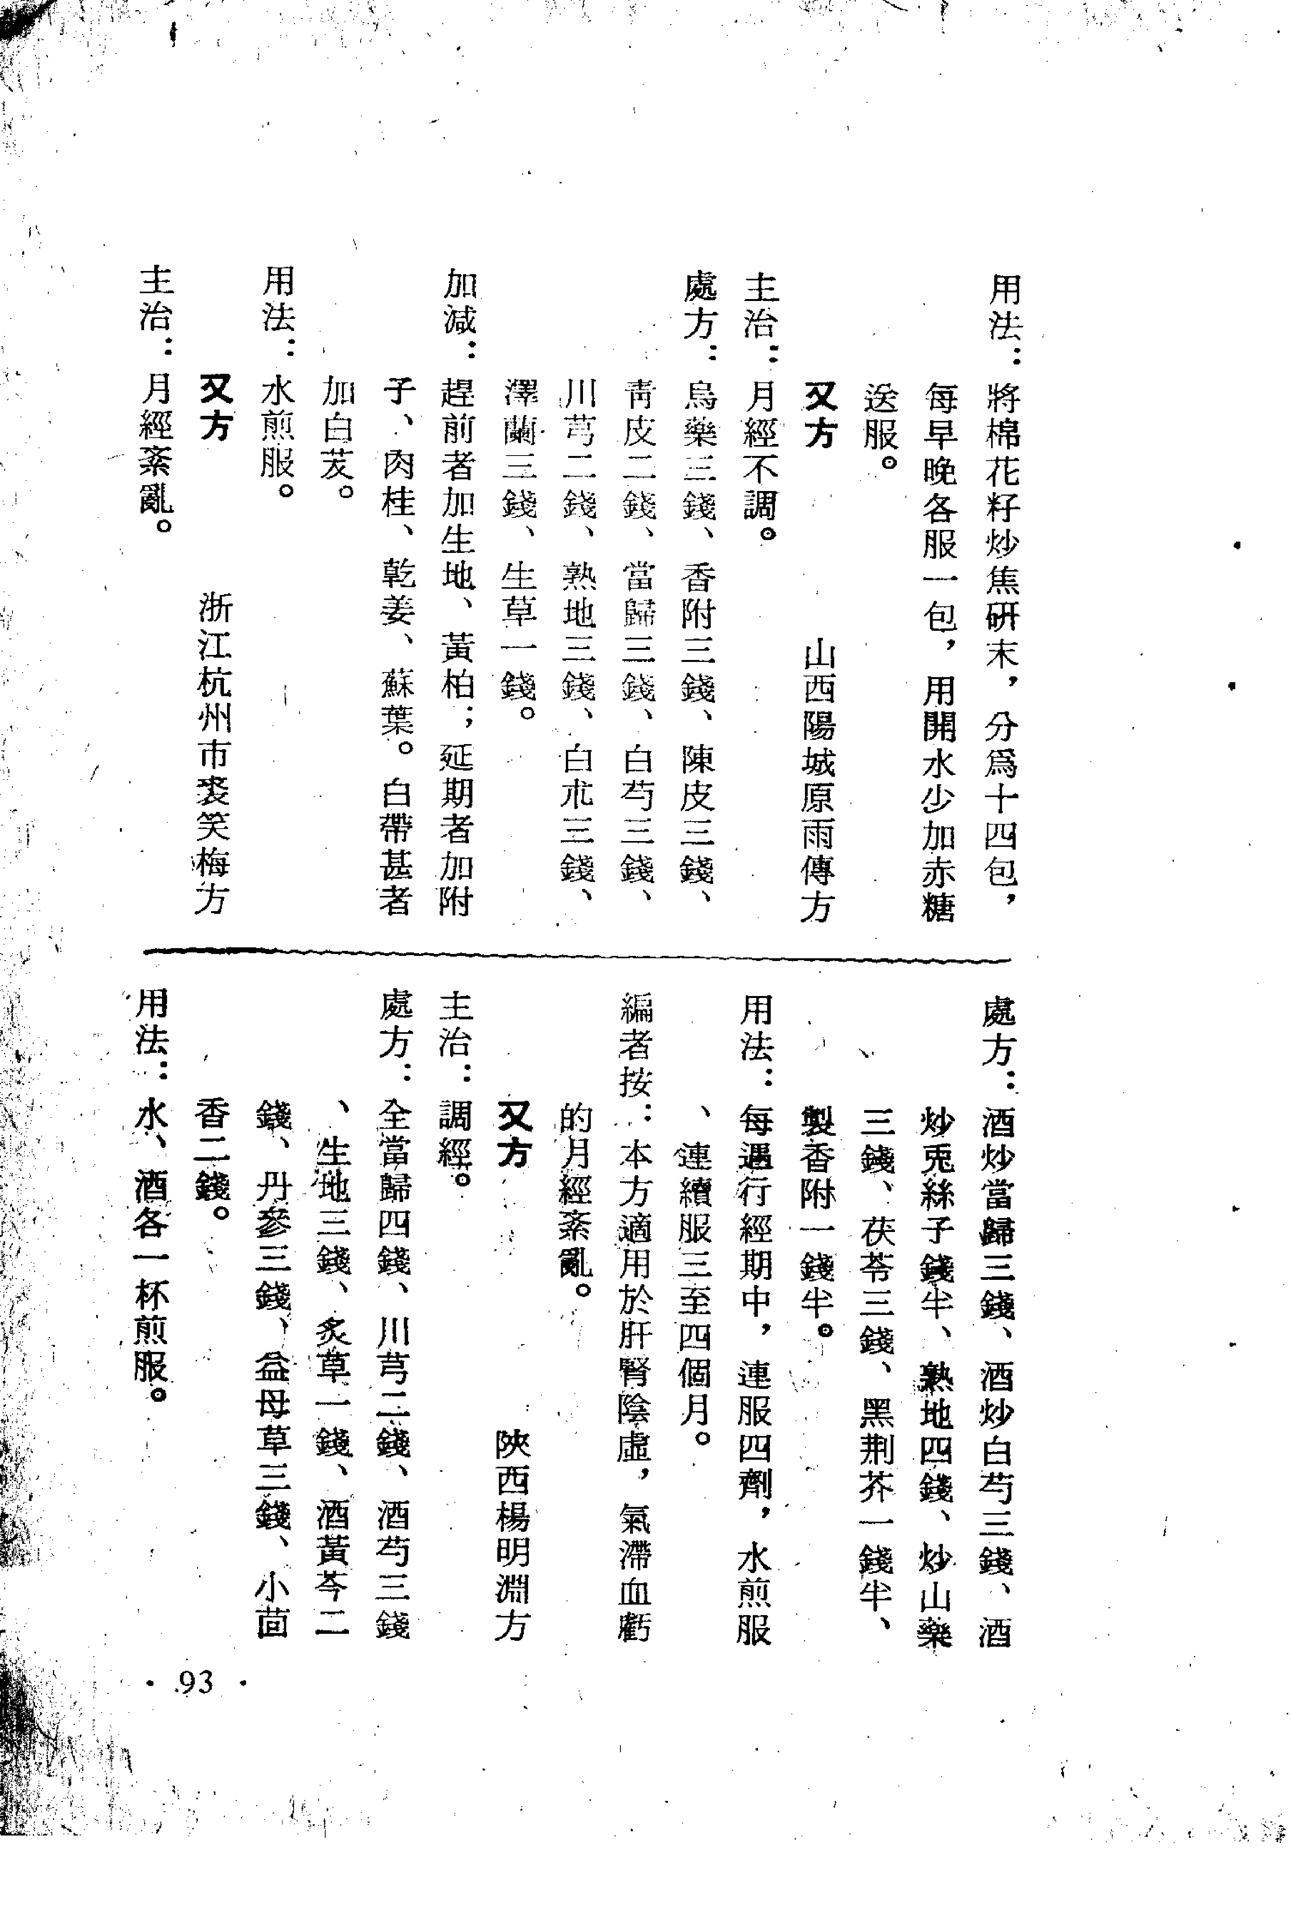 用法：將棉花籽炒焦研末，分爲十四包，
每早晚各服一包，用開水少加赤糖
送服。
又方　山西陽城原雨傳方
主治：月經不調。
處方：烏藥三錢、香附三錢、陳皮三錢、
靑皮二錢、當歸三錢、白芍三錢、
川芎二錢、熟地三錢、白朮三錢、
澤蘭三錢、生草一錢。
加減：趕前者加生地、黃柏；延期者加附
子、肉桂、乾姜、蘇葉。白帶甚者
加白芨。
用法：水煎服。
又方　浙江杭州市裘笑梅方
主治：月經紊亂。
處方：酒炒當歸三錢、酒炒白芍三錢、酒
炒兎絲子錢半、熟地四錢、炒山藥
三錢、茯苓三錢、黑荆芥一錢半、
製香附一錢半。
用法：每遇行經期中，連服四劑，水煎服
、連續服三至四個月。
編者按：本方適用於肝腎陰虛，氣滯血虧
的月經紊亂。
又方　陝西楊明淵方
主治：調經。
處方：全當歸四錢、川芎二錢、酒芍三錢
、生地三錢、炙草一錢、酒黃芩二
錢、丹參三錢、益母草三錢、小茴
香二錢。
用法：水、酒各一杯煎服。
· 93 ·